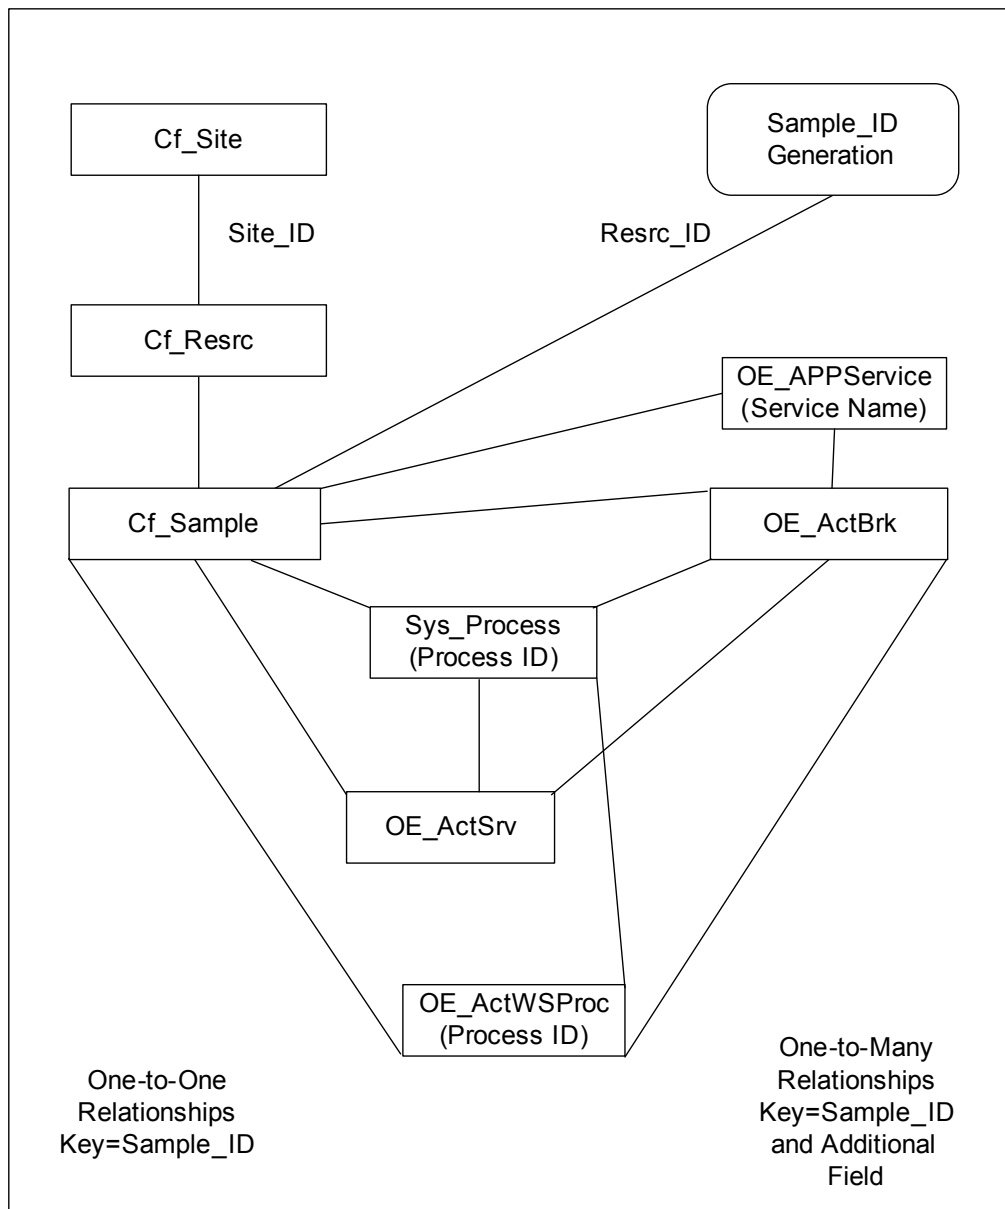 Cf_Site
Sample_ID
Generation
Site_ID
Resrc_ID
Cf_Resrc
OE_APPService
(Service Name)
Cf_Sample
OE_ActBrk
Sys_Process
(Process ID)
OE_ActSrv
OE_ActWSProc
(Process ID)
One-to-One
Relationships
Key=Sample_ID
One-to-Many
Relationships
Key=Sample_ID
and Additional
Field